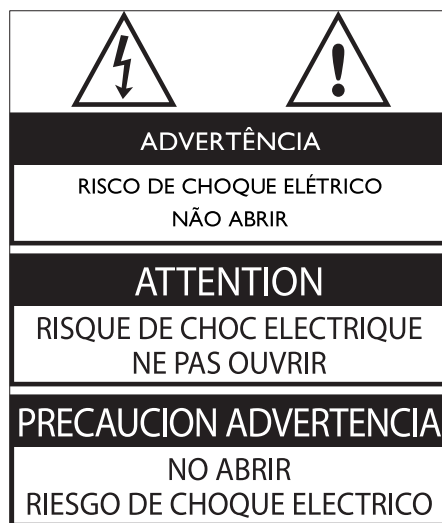 ADVERTÊNCIA
RISCO DE CHOQUE ELÉTRICO
NÃO ABRIR
ATTENTION
RISQUE DE CHOC ELECTRIQUE
NE PAS OUVRIR
PRECAUCION ADVERTENCIA
NO ABRIR
RIESGO DE CHOQUE ELECTRICO